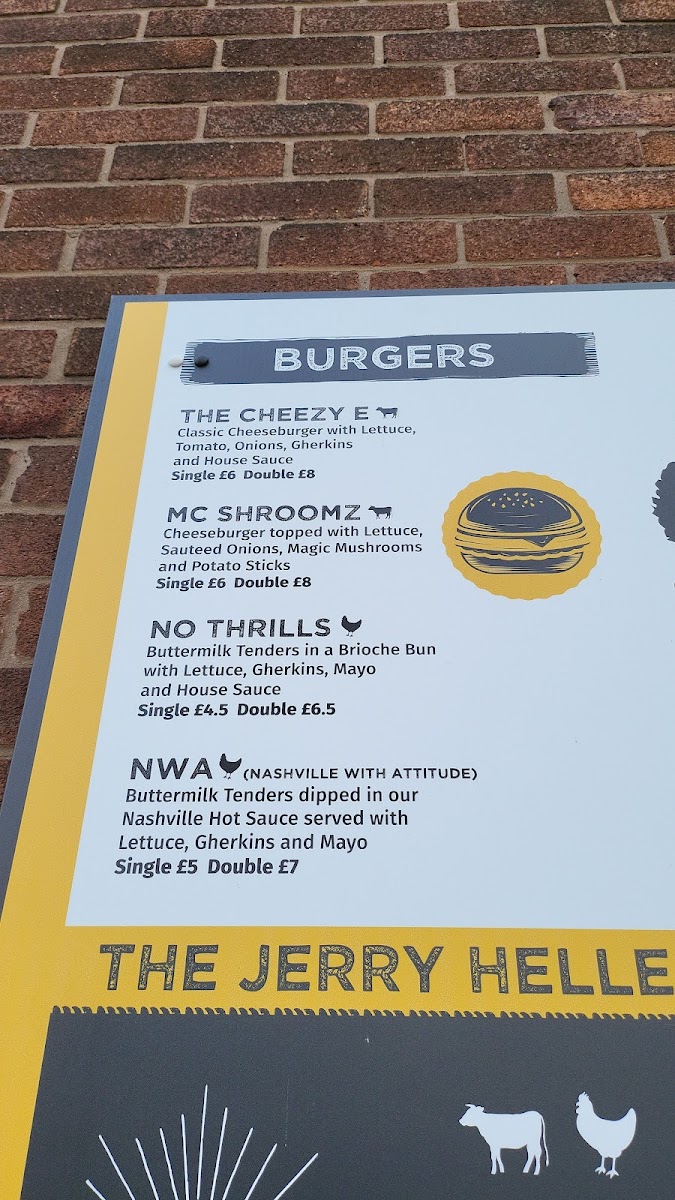 BURGERS
THE CHEEZY E
Classic Cheeseburger with Lettuce,
Tomato, Onions, Gherkins
and House Sauce
Single £6 Double £8
MC SHROOMZ
Cheeseburger topped with Lettuce,
Sauteed Onions, Magic Mushrooms
and Potato Sticks
Single £6 Double £8
NO THRILLS
Buttermilk Tenders in a Brioche Bun
with Lettuce, Gherkins, Mayo
and House Sauce
Single £4.5 Double £6.5
NWA (NASHVILLE WITH ATTITUDE)
Buttermilk Tenders dipped in our
Nashville Hot Sauce served with
Lettuce, Gherkins and Mayo
Single £5 Double £7
THE JERRY HELLE